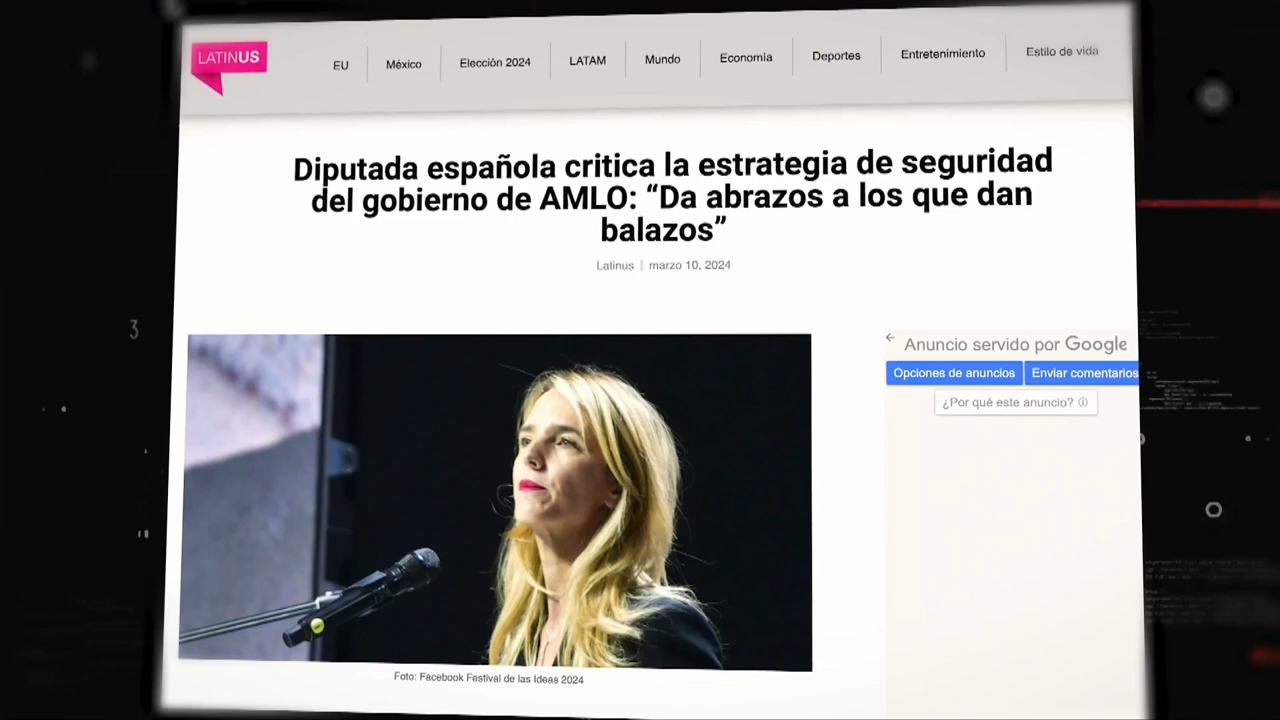 LATINUS
EU
México
Elección 2024
LATAM
Mundo
Economía
Deportes
Entretenimiento
Estilo de vida
Diputada española critica la estrategia de seguridad
del gobierno de AMLO: “Da abrazos a los que dan
balazos”
Latinus | marzo 10, 2024
Anuncio servido por Google
Opciones de anuncios
Enviar comentarios
¿Por qué este anuncio?
Foto: Facebook Festival de las Ideas 2024
3